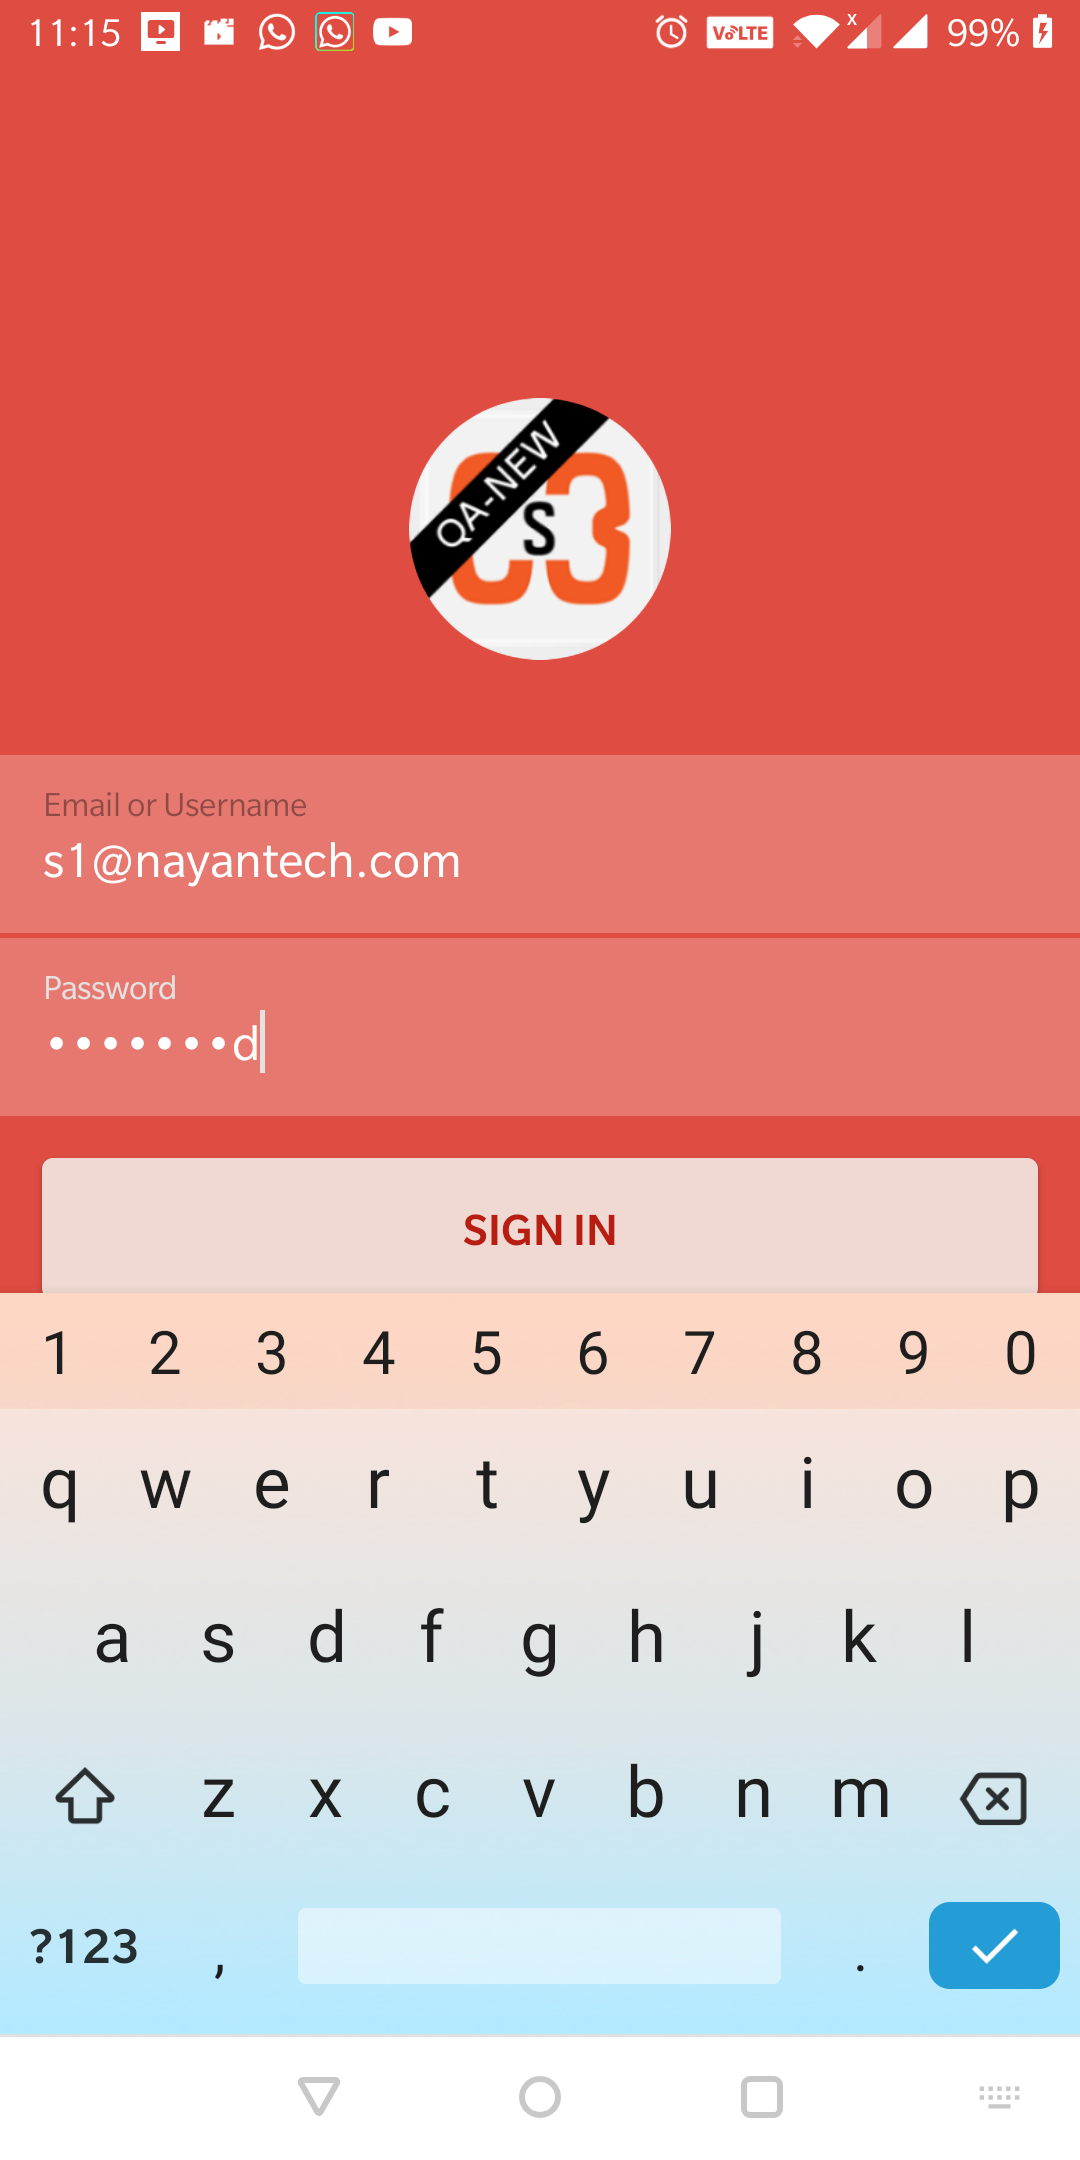 11:15 VoLTE x 99%
QA-NEW
C3
s
Email or Username
s1@nayantech.com
Password
•••••••d
SIGN IN
1 2 3 4 5 6 7 8 9 0
q w e r t y u i o p
a s d f g h j k l
z x c v b n m
?123 , .